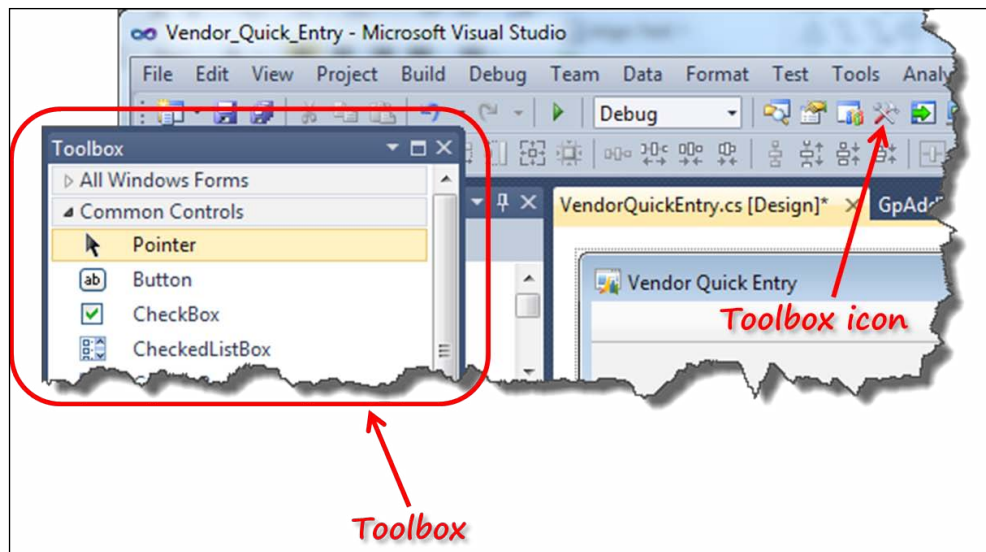 Vendor_Quick_Entry - Microsoft Visual Studio
File Edit View Project Build Debug Team Data Format Test Tools
Debug
Toolbox
All Windows Forms
Common Controls
VendorQuickEntry.cs [Design]*
Pointer
Button
Vendor Quick Entry
CheckBox
Toolbox icon
CheckedListBox
Toolbox